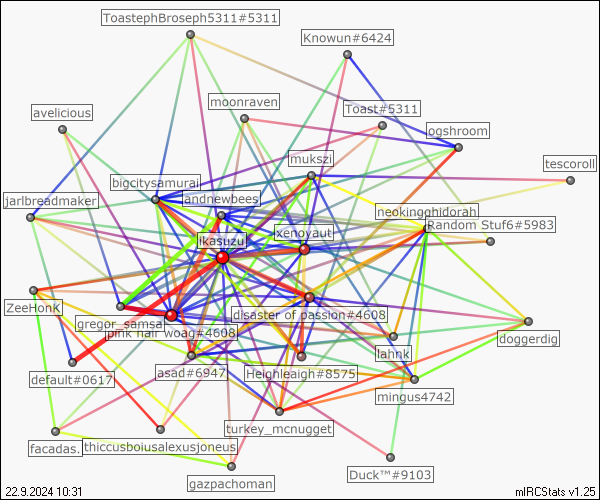 ToastephBroseph5311#5311
Knowun#6424
moonraven
Toast#5311
avelicious
ogshroom
mukszi
tescoroll
bigcitysamurai
jandnewbees
jarlbreadmaker
neokingghidorah
Random Stuf6#5983
ikasuzu
xenoyaut
ZeeHonk
disaster of passion#4608
gregor_samsa
pink hair woag#4608
doggerdig
lahnk
default#0617
asad#6947
Heighleagh#8575
mingus4742
turkey_mcnugget
facadas.
thiccusboiusalexusjoneus
Duck™#9103
gazpachoman
22.9.2024 10:31
mIRCStats v1.25